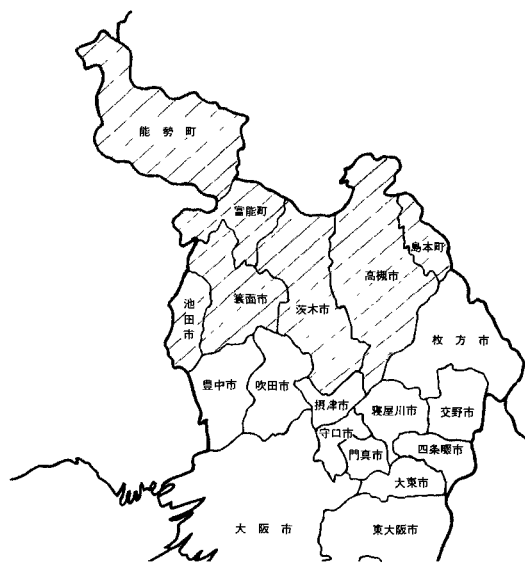 能勢町
富能町
島本町
高槻市
箕面市
茨木市
池田市
枚方市
豊中市
吹田市
摂津市
寝屋川市
交野市
守口市
門真市
四条畷市
大東市
大阪市
東大阪市